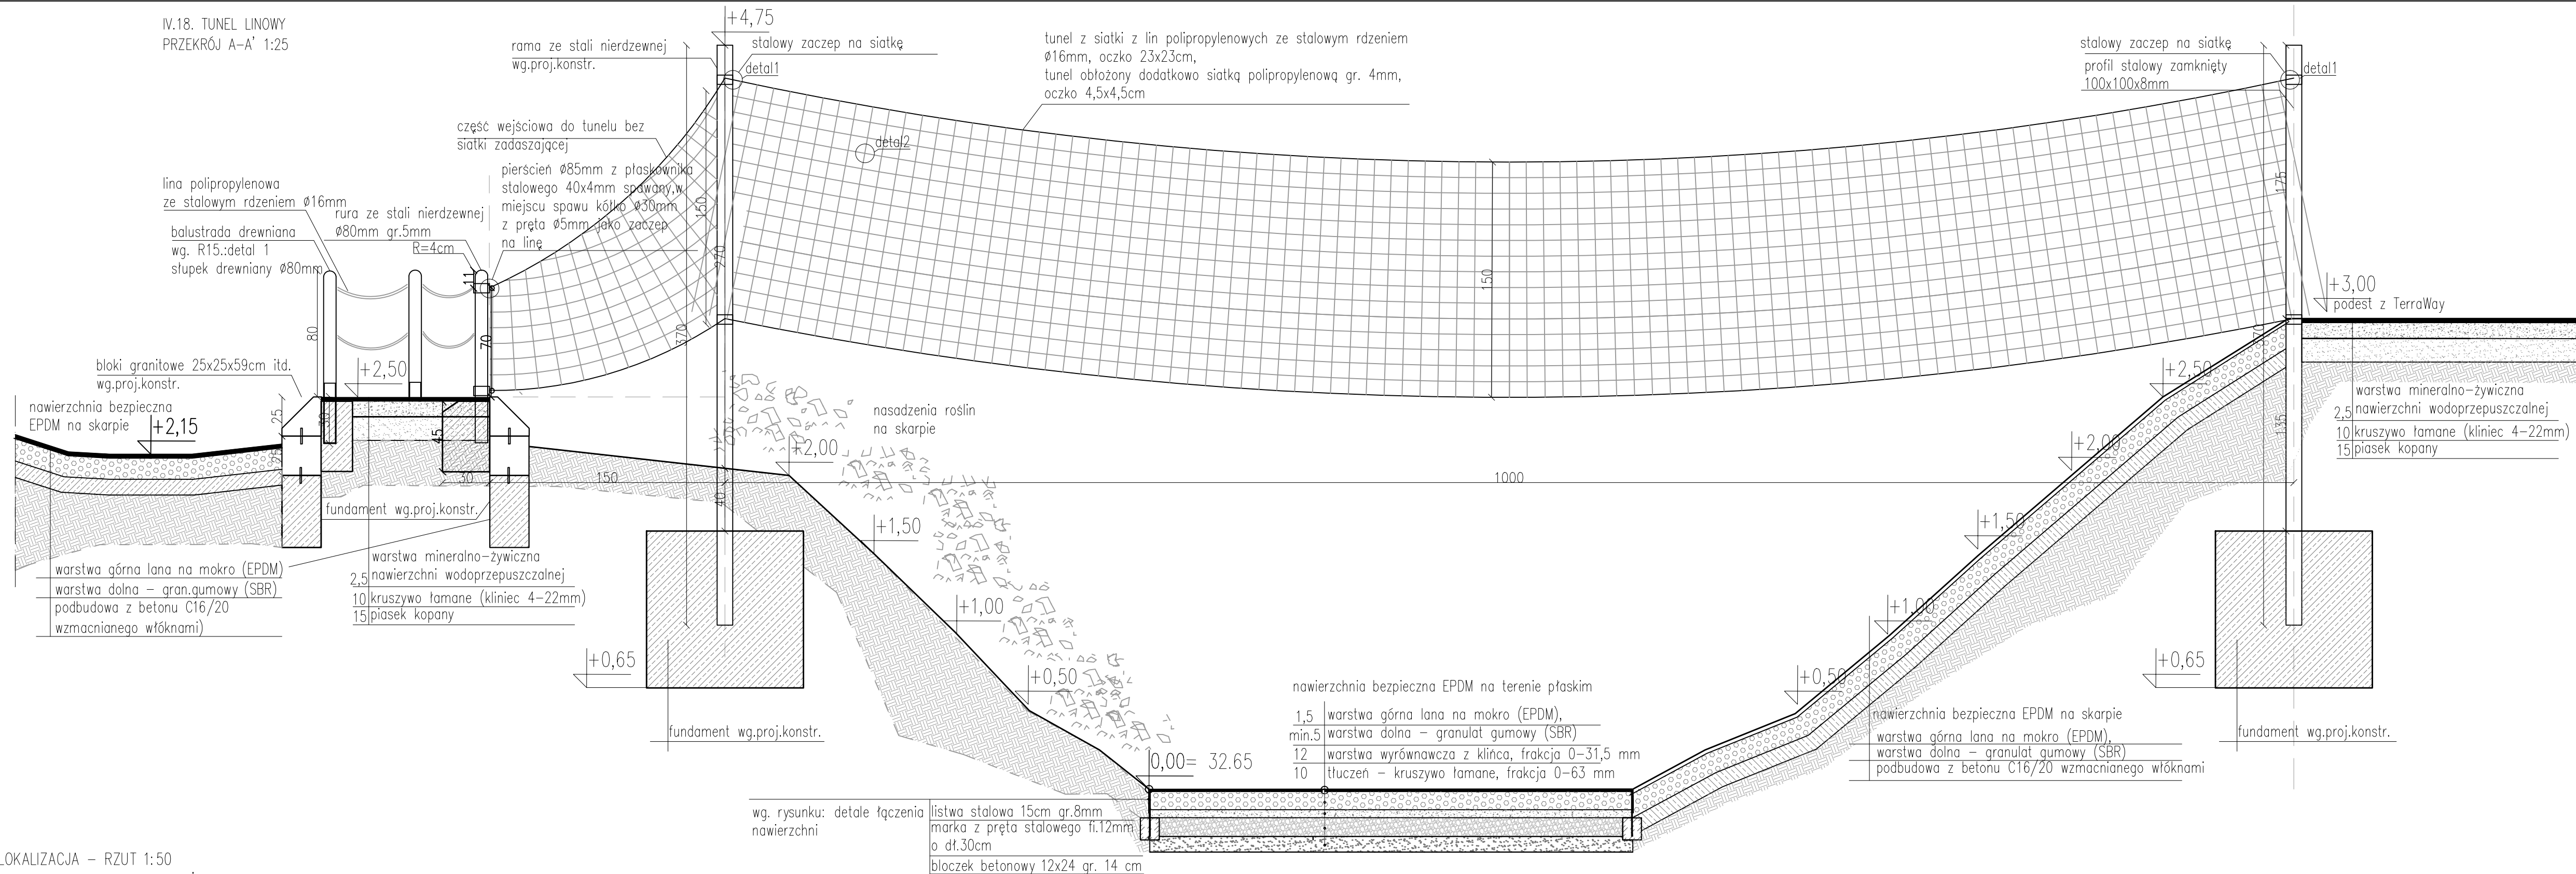 IV.18. TUNEL LINOWY
PRZEKRÓJ A-A' 1:25
rama ze stali nierdzewnej
wg.proj.konstr.
+4,75
stalowy zaczep na siatkę
detal1
tunel z siatki z lin polipropylenowych ze stalowym rdzeniem
ø16mm, oczko 23x23cm,
tunel obłożony dodatkowo siatką polipropylenową gr. 4mm,
oczko 4,5x4,5cm
stalowy zaczep na siatkę
profil stalowy zamknięty
100x100x8mm
detal1
część wejściowa do tunelu bez
siatki zadaszającej
detal2
pierścień ø85mm z płaskownika
stalowego 40x4mm spawany,w
miejscu spawu kółko ø30mm
z pręta ø5mm jako zaczep
na linę
lina polipropylenowa
ze stalowym rdzeniem ø16mm
rura ze stali nierdzewnej
ø80mm gr.5mm
R=4cm
balustrada drewniana
wg. R15.:detal 1
słupek drewniany ø80mm
11
80
70
150
270
370
150
175
370
135
+3,00
podest z TerraWay
bloki granitowe 25x25x59cm itd.
wg.proj.konstr.
+2,50
nawierzchnia bezpieczna
EPDM na skarpie
+2,15
25
25
30
45
30
150
40
1000
nasadzenia roślin
na skarpie
+2,00
+1,50
+1,00
+0,50
+2,50
+2,00
+1,50
+1,00
+0,50
warstwa mineralno-żywiczna
2,5 nawierzchni wodoprzepuszczalnej
10 kruszywo łamane (kliniec 4-22mm)
15 piasek kopany
fundament wg.proj.konstr.
warstwa górna lana na mokro (EPDM)
warstwa dolna - gran.gumowy (SBR)
podbudowa z betonu C16/20
wzmacnianego włóknami)
warstwa mineralno-żywiczna
2,5 nawierzchni wodoprzepuszczalnej
10 kruszywo łamane (kliniec 4-22mm)
15 piasek kopany
+0,65
fundament wg.proj.konstr.
+0,65
fundament wg.proj.konstr.
0,00= 32.65
nawierzchnia bezpieczna EPDM na terenie płaskim
1,5 warstwa górna lana na mokro (EPDM),
min.5 warstwa dolna - granulat gumowy (SBR)
12 warstwa wyrównawcza z klińca, frakcja 0-31,5 mm
10 tłuczeń - kruszywo łamane, frakcja 0-63 mm
nawierzchnia bezpieczna EPDM na skarpie
warstwa górna lana na mokro (EPDM),
warstwa dolna - granulat gumowy (SBR)
podbudowa z betonu C16/20 wzmacnianego włóknami
wg. rysunku: detale łączenia
nawierzchni
listwa stalowa 15cm gr.8mm
marka z pręta stalowego fi.12mm
o dł.30cm
bloczek betonowy 12x24 gr. 14 cm
LOKALIZACJA - RZUT 1:50